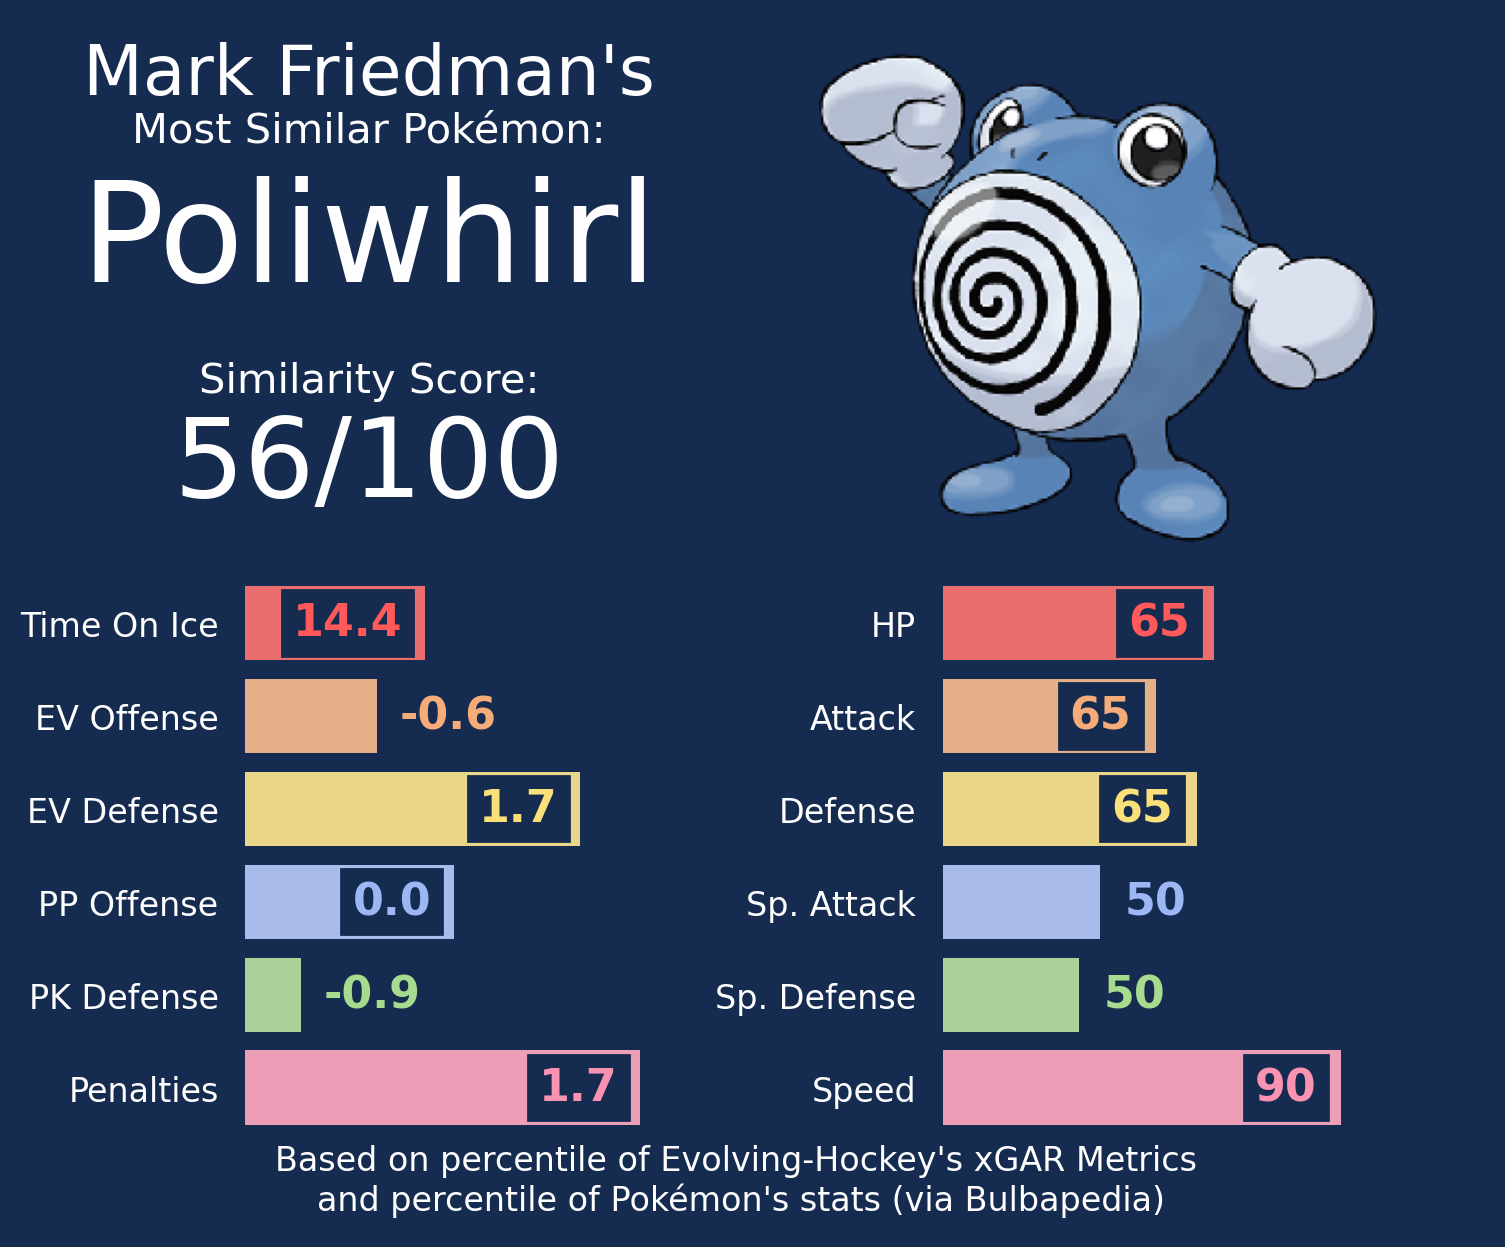 Mark Friedman's
Most Similar Pokémon:
Poliwhirl
Similarity Score:
56/100
Time On Ice 14.4
EV Offense -0.6
EV Defense 1.7
PP Offense 0.0
PK Defense -0.9
Penalties 1.7
HP 65
Attack 65
Defense 65
Sp. Attack 50
Sp. Defense 50
Speed 90
Based on percentile of Evolving-Hockey's xGAR Metrics
and percentile of Pokémon's stats (via Bulbapedia)